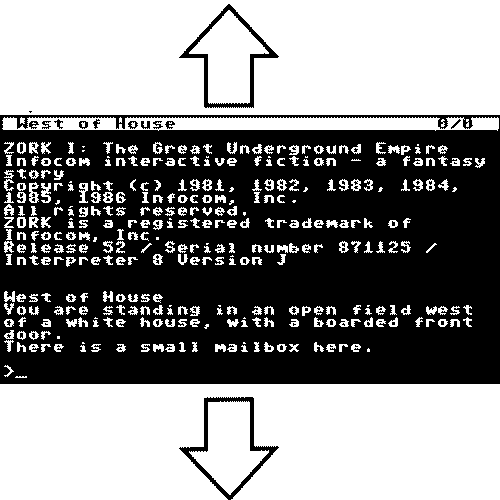 West of House 0/0
ZORK I: The Great Underground Empire
Infocom interactive fiction - a fantasy
story
Copyright (c) 1981, 1982, 1983, 1984,
1985, 1986 Infocom, Inc.
All rights reserved.
ZORK is a registered trademark of
Infocom, Inc.
Release 52 / Serial number 871125 /
Interpreter 8 Version J
West of House
You are standing in an open field west
of a white house, with a boarded front
door.
There is a small mailbox here.
>_